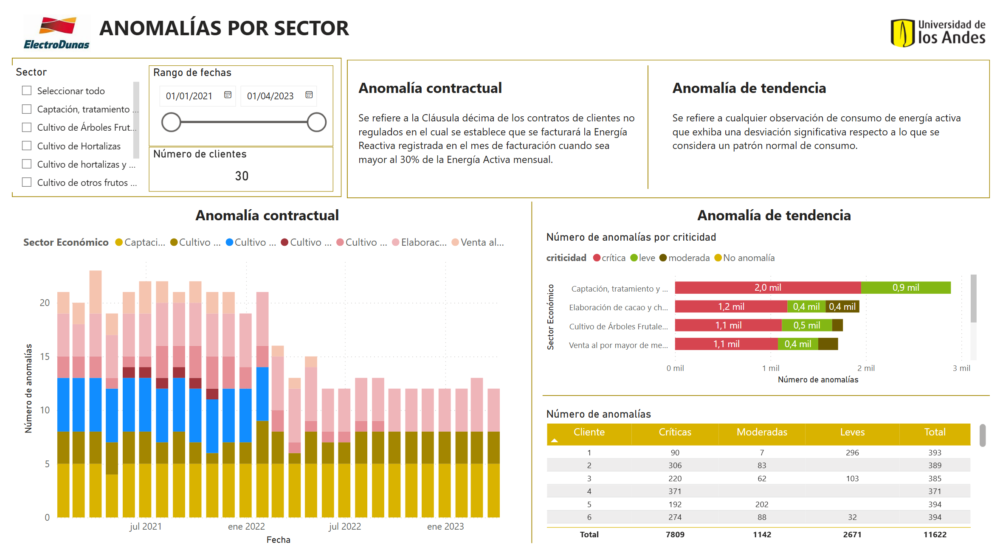 ElectroDunas
ANOMALÍAS POR SECTOR
Universidad de
los Andes
Sector
Seleccionar todo
Captación, tratamiento ...
Cultivo de Árboles Frut...
Cultivo de Hortalizas
Cultivo de hortalizas y ...
Cultivo de otros frutos ...
Rango de fechas
01/01/2021 01/04/2023
Número de clientes
30
Anomalía contractual
Se refiere a la Cláusula décima de los contratos de clientes no
regulados en el cual se establece que se facturará la Energía
Reactiva registrada en el mes de facturación cuando sea
mayor al 30% de la Energía Activa mensual.
Anomalía de tendencia
Se refiere a cualquier observación de consumo de energía activa
que exhiba una desviación significativa respecto a lo que se
considera un patrón normal de consumo.
Anomalía contractual
Sector Económico Captaci... Cultivo ... Cultivo ... Cultivo ... Cultivo ... Elaborac... Venta al...
Número de anomalías
20
15
10
5
0
jul 2021 ene 2022 jul 2022 ene 2023
Fecha
Anomalía de tendencia
Número de anomalías por criticidad
criticidad crítica leve moderada No anomalía
Sector Económico
Captación, tratamiento y ... 2,0 mil 0,9 mil
Elaboración de cacao y ch... 1,2 mil 0,4 mil 0,4 mil
Cultivo de Árboles Frutale... 1,1 mil 0,5 mil
Venta al por mayor de me... 1,1 mil 0,4 mil
0 mil 1 mil 2 mil 3 mil
Número de anomalías
Número de anomalías
Cliente Críticas Moderadas Leves Total
1 90 7 296 393
2 306 83 389
3 220 62 103 385
4 371 371
5 192 202 394
6 274 88 32 394
Total 7809 1142 2671 11622